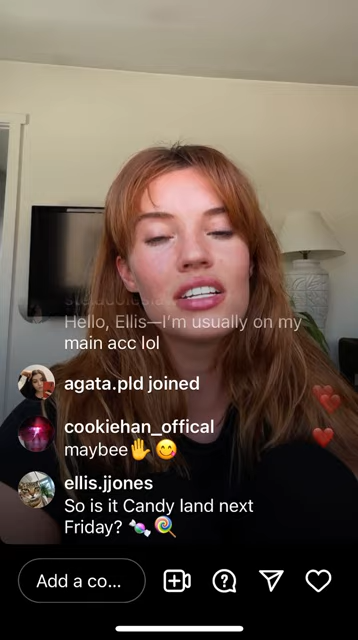 Hello, Ellis—I'm usually on my
main acc lol
agata.pld joined
cookiehan_offical
maybee🤚😋
ellis.jjones
So is it Candy land next
Friday? 🍬🍭
Add a co...